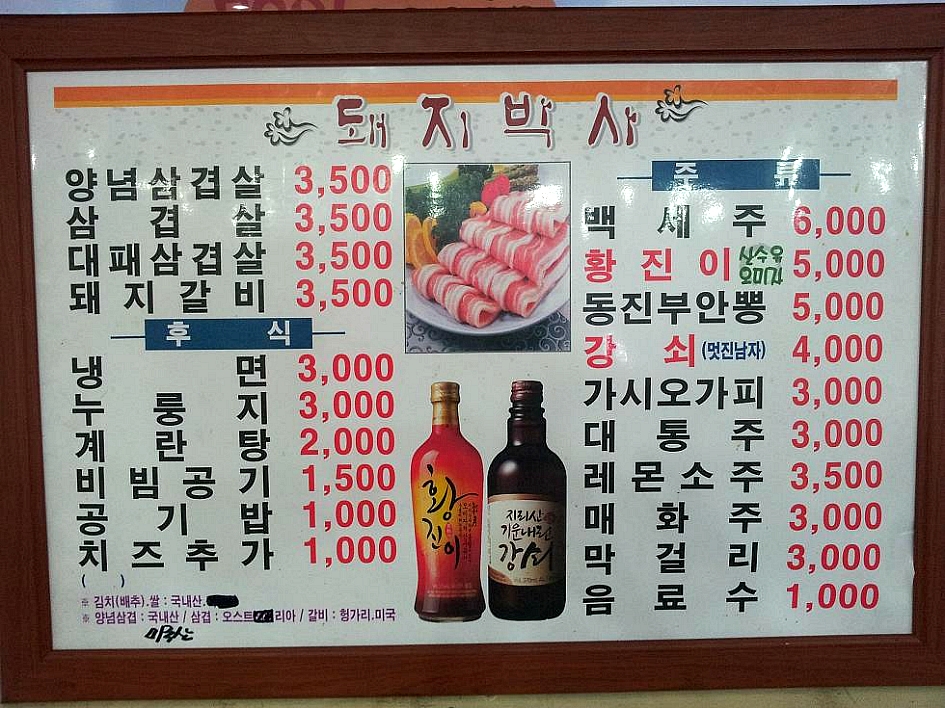 돼지박사
양념삼겹살 3,500
삼겹살 3,500
대패삼겹살 3,500
돼지갈비 3,500
후식
냉면 3,000
누룽지 3,000
계란탕 2,000
비빔공기 1,500
공기밥 1,000
치즈추가 1,000
( )
※ 김치(배추).쌀 : 국내산.
※ 양념삼겹 : 국내산 / 삼겹 : 오스트리아 / 갈비 : 헝가리.미국
황진이
지리산
기운내린
강쇠
주류
백세주 6,000
황진이 5,000
동진부안뽕 5,000
강쇠 (멋진남자) 4,000
가시오가피 3,000
대통주 3,000
레몬소주 3,500
매화주 3,000
막걸리 3,000
음료수 1,000